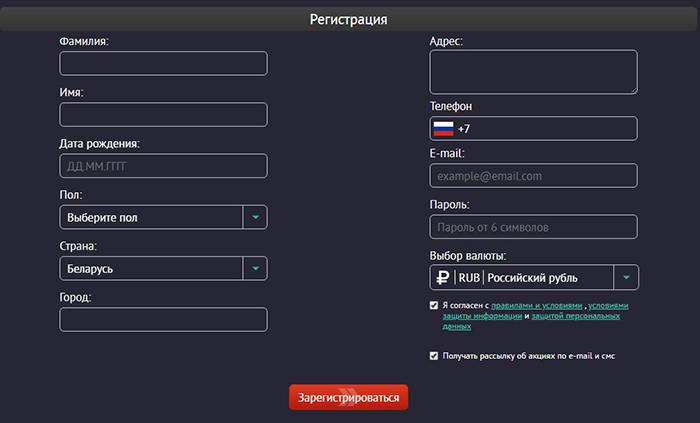 Регистрация
Фамилия:
Имя:
Дата рождения:
ДД.ММ.ГГГГ
Пол:
Выберите пол
Страна:
Беларусь
Город:
Адрес:
Телефон
+7
E-mail:
example@email.com
Пароль:
Пароль от 6 символов
Выбор валюты:
₽ | RUB | Российский рубль
Я согласен с правилами и условиями , условиями
защиты информации и защитой персональных
данных
Получать рассылку об акциях по e-mail и смс
Зарегистрироваться